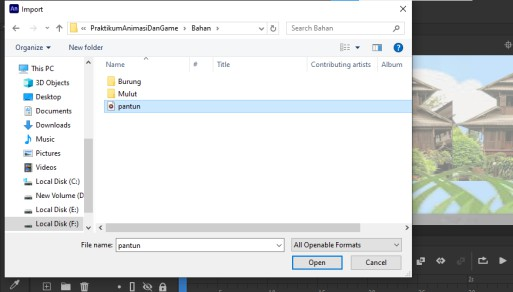 An Import
« PraktikumAnimasiDanGame > Bahan >
Search Bahan
Organize
New folder
Name
#
Title
Contributing artists
Album
This PC
3D Objects
Desktop
Documents
Downloads
Music
Pictures
Videos
Local Disk (C:)
New Volume (D
Local Disk (E:)
Local Disk (F:)
Burung
Mulut
pantun
File name: pantun
All Openable Formats
Open
Cancel
1s